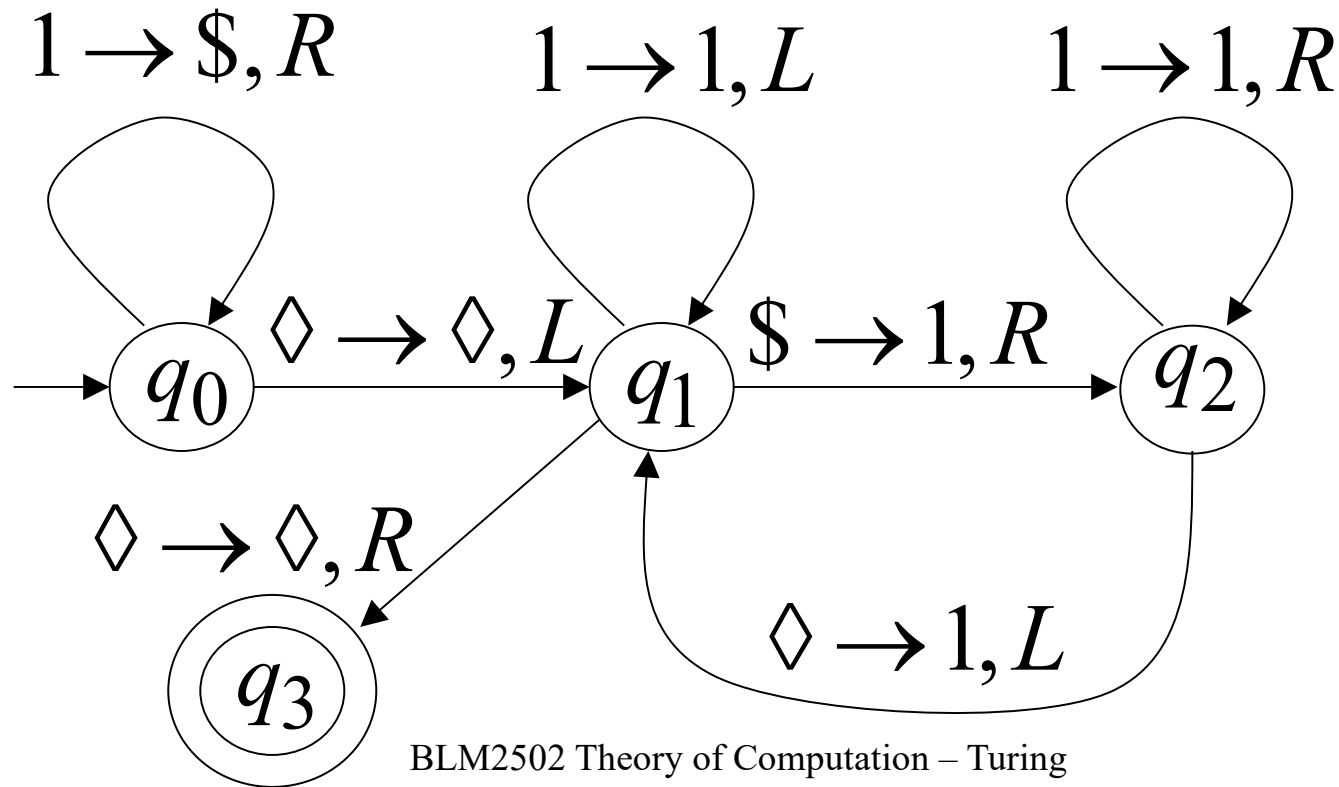 1 → $, R
1 → 1, L
1 → 1, R
◊ → ◊, L
$ → 1, R
q0
q1
q2
◊ → ◊, R
◊ → 1, L
q3
BLM2502 Theory of Computation – Turing